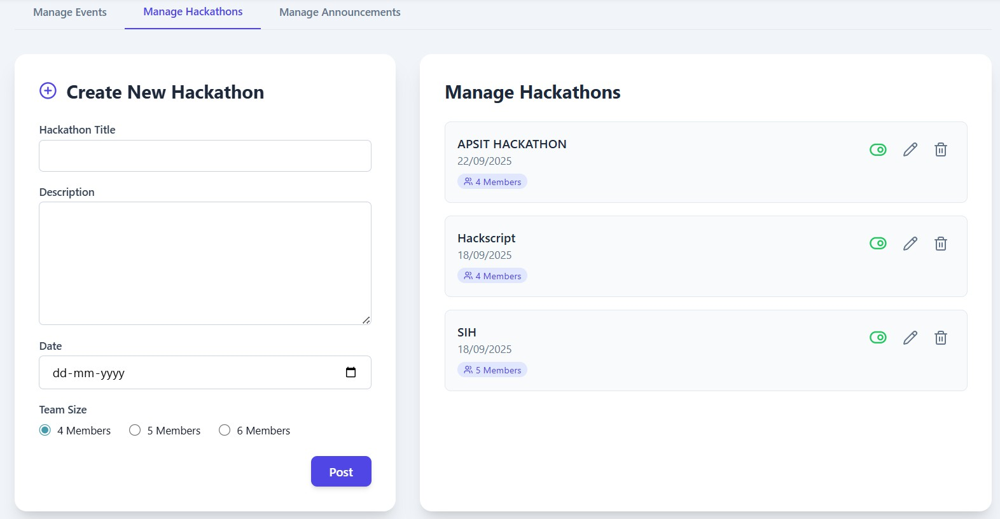 Manage Events
Manage Hackathons
Manage Announcements
Create New Hackathon
Hackathon Title
Description
Date
dd-mm-yyyy
Team Size
4 Members
5 Members
6 Members
Post
Manage Hackathons
APSIT HACKATHON
22/09/2025
4 Members
Hackscript
18/09/2025
4 Members
SIH
18/09/2025
5 Members